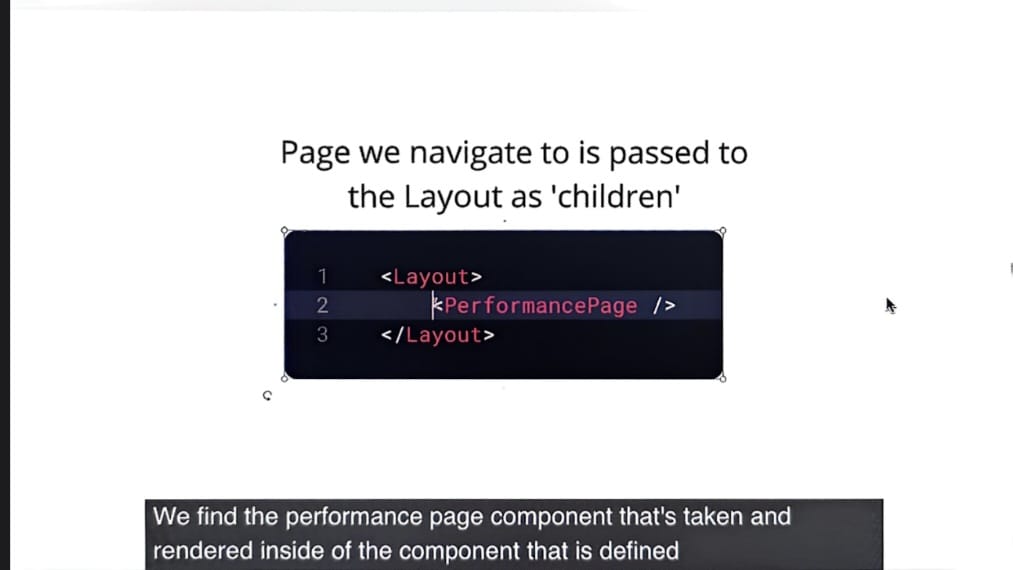 Page we navigate to is passed to
the Layout as 'children'
1 <Layout>
2 <PerformancePage />
3 </Layout>
We find the performance page component that's taken and
rendered inside of the component that is defined